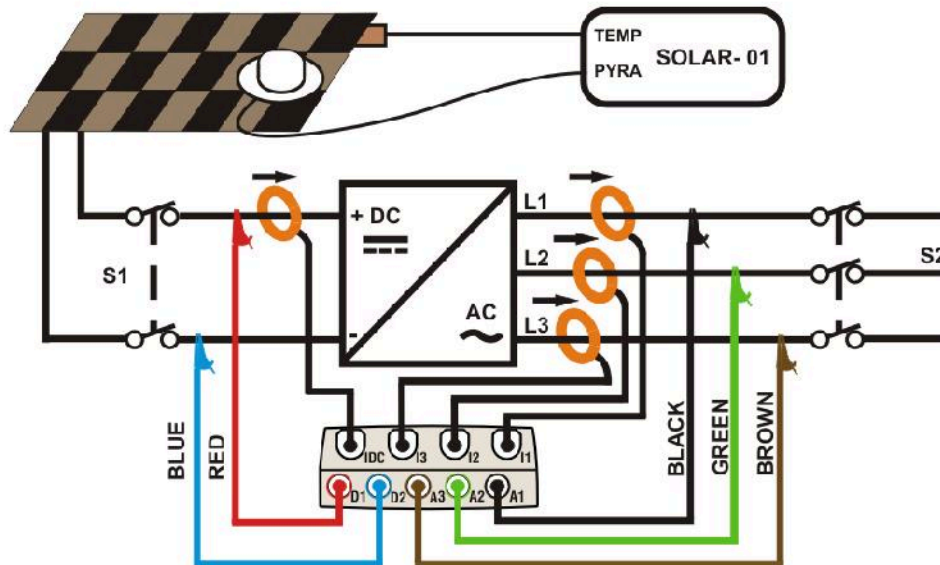 TEMP
SOLAR- 01
PYRA
L1
+ DC
L2
S1
S2
AC
L3
-
BLUE
RED
BLACK
GREEN
BROWN
IDC
I3
I2
I1
D1
D2
A3
A2
A1